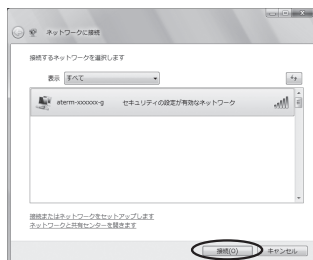 ネットワークに接続
接続するネットワークを選択します
表示 すべて
aterm-xxxxxx-g セキュリティの設定が有効なネットワーク
接続またはネットワークをセットアップします
ネットワークと共有センターを開きます
接続(O) キャンセル